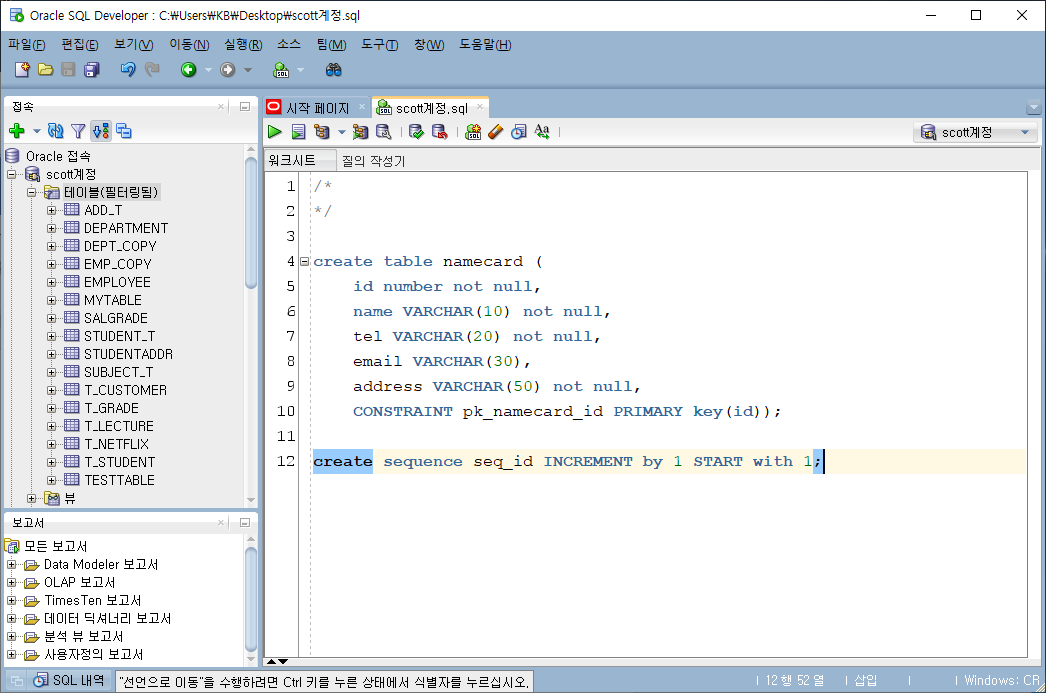 Oracle SQL Developer : C:₩Users₩KB₩Desktop₩scott계정.sql
파일(F) 편집(E) 보기(V) 이동(N) 실행(R) 소스 팀(M) 도구(T) 창(W) 도움말(H)
접속
Oracle 접속
scott계정
테이블(필터링됨)
ADD_T
DEPARTMENT
DEPT_COPY
EMP_COPY
EMPLOYEE
MYTABLE
SALGRADE
STUDENT_T
STUDENTADDR
SUBJECT_T
T_CUSTOMER
T_GRADE
T_LECTURE
T_NETFLIX
T_STUDENT
TESTTABLE
뷰
보고서
모든 보고서
Data Modeler 보고서
OLAP 보고서
TimesTen 보고서
데이터 딕셔너리 보고서
분석 뷰 보고서
사용자정의 보고서
시작 페이지 scott계정.sql
scott계정
워크시트 질의 작성기
1 /*
2 */
3
4 create table namecard (
5 id number not null,
6 name VARCHAR(10) not null,
7 tel VARCHAR(20) not null,
8 email VARCHAR(30),
9 address VARCHAR(50) not null,
10 CONSTRAINT pk_namecard_id PRIMARY key(id));
11
12 create sequence seq_id INCREMENT by 1 START with 1;
SQL 내역 "선언으로 이동"을 수행하려면 Ctrl 키를 누른 상태에서 식별자를 누르십시오. 12 행 52 열 삽입 Windows: CR